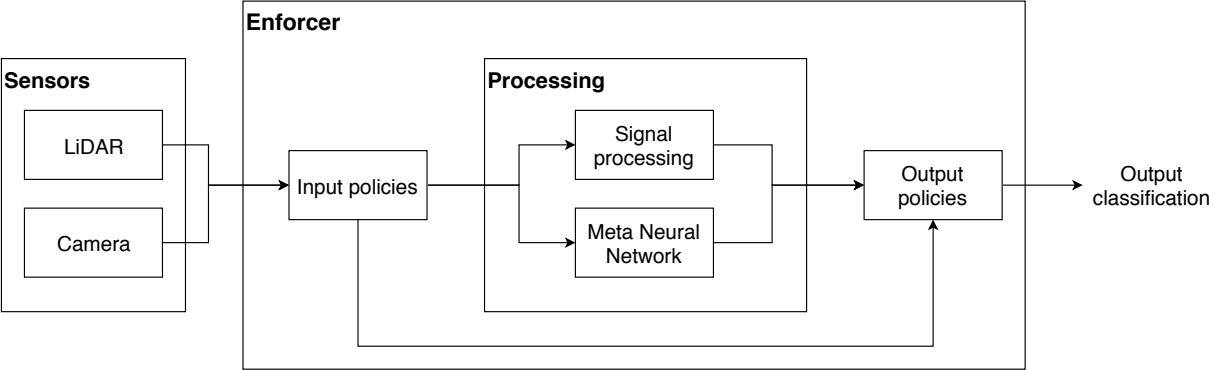 Enforcer
Sensors
Processing
LiDAR
Signal
processing
Input policies
Output
policies
Output
classification
Camera
Meta Neural
Network